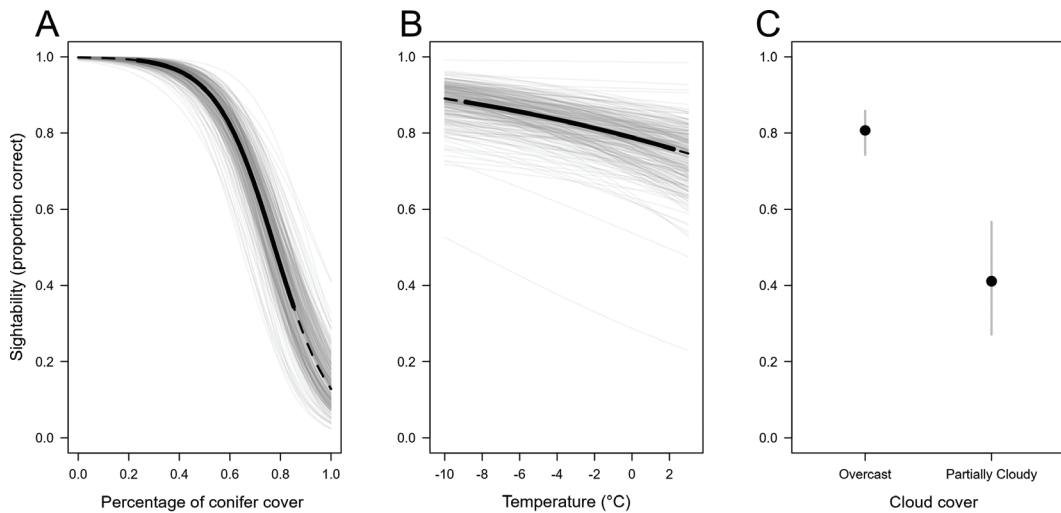 A
B
C
Sightability (proportion correct)
1.0
0.8
0.6
0.4
0.2
0.0
0.0 0.2 0.4 0.6 0.8 1.0
Percentage of conifer cover
1.0
0.8
0.6
0.4
0.2
0.0
-10 -8 -6 -4 -2 0 2
Temperature (°C)
1.0
0.8
0.6
0.4
0.2
0.0
Overcast Partially Cloudy
Cloud cover